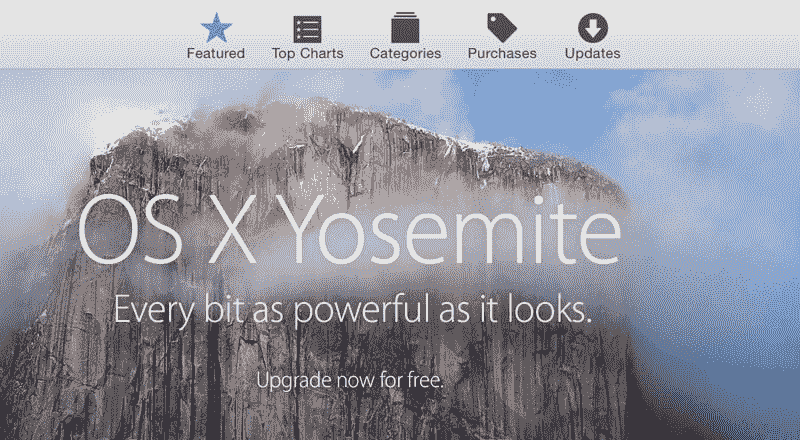 Featured Top Charts Categories Purchases Updates
OS X Yosemite
Every bit as powerful as it looks.
Upgrade now for free.